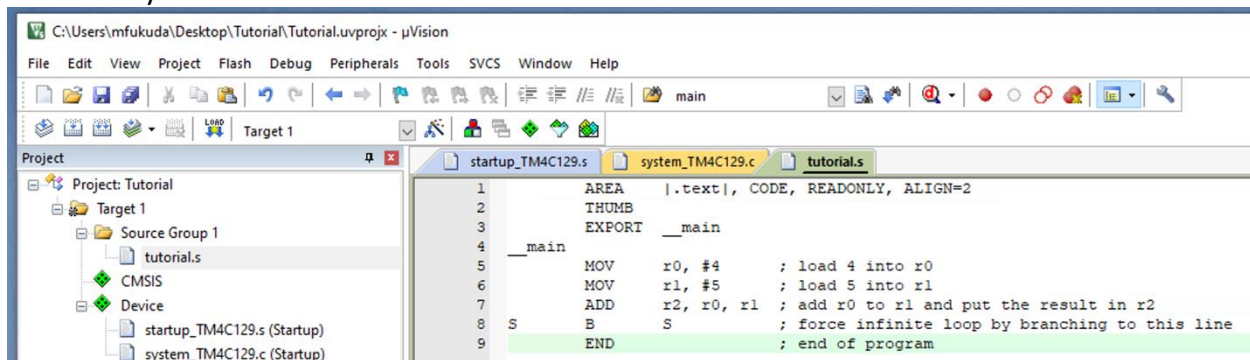 C:\Users\mfukuda\Desktop\Tutorial\Tutorial.uvprojx - µVision
File Edit View Project Flash Debug Peripherals Tools SVCS Window Help
main
LOAD Target 1
Project
startup_TM4C129.s system_TM4C129.c tutorial.s
Project: Tutorial
Target 1
Source Group 1
tutorial.s
CMSIS
Device
startup_TM4C129.s (Startup)
system_TM4C129.c (Startup)
1 AREA |.text|, CODE, READONLY, ALIGN=2
2 THUMB
3 EXPORT __main
4 __main
5 MOV r0, #4 ; load 4 into r0
6 MOV r1, #5 ; load 5 into r1
7 ADD r2, r0, r1 ; add r0 to r1 and put the result in r2
8 S B S ; force infinite loop by branching to this line
9 END ; end of program